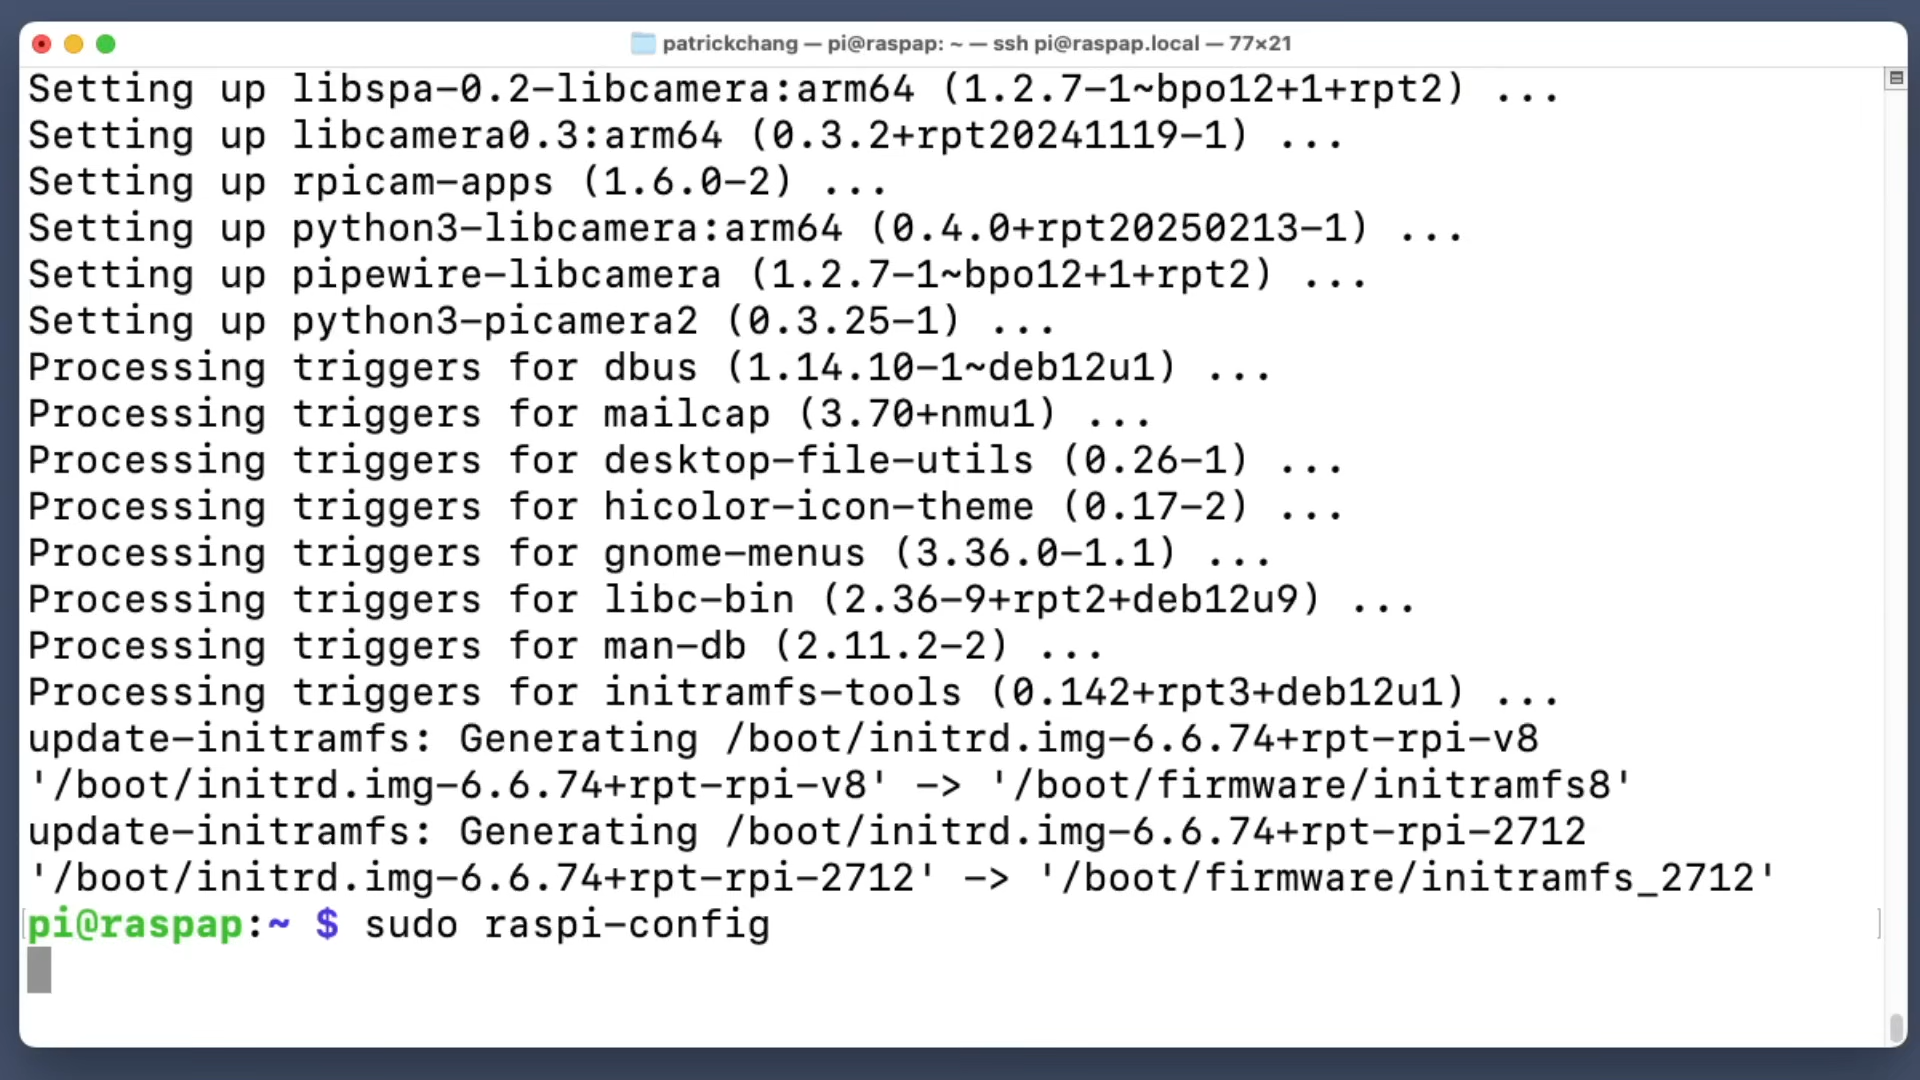 patrickchang — pi@raspap: ~ — ssh pi@raspap.local — 77×21
Setting up libspa-0.2-libcamera:arm64 (1.2.7-1~bpo12+1+rpt2) ...
Setting up libcamera0.3:arm64 (0.3.2+rpt20241119-1) ...
Setting up rpicam-apps (1.6.0-2) ...
Setting up python3-libcamera:arm64 (0.4.0+rpt20250213-1) ...
Setting up pipewire-libcamera (1.2.7-1~bpo12+1+rpt2) ...
Setting up python3-picamera2 (0.3.25-1) ...
Processing triggers for dbus (1.14.10-1~deb12u1) ...
Processing triggers for mailcap (3.70+nmu1) ...
Processing triggers for desktop-file-utils (0.26-1) ...
Processing triggers for hicolor-icon-theme (0.17-2) ...
Processing triggers for gnome-menus (3.36.0-1.1) ...
Processing triggers for libc-bin (2.36-9+rpt2+deb12u9) ...
Processing triggers for man-db (2.11.2-2) ...
Processing triggers for initramfs-tools (0.142+rpt3+deb12u1) ...
update-initramfs: Generating /boot/initrd.img-6.6.74+rpt-rpi-v8
'/boot/initrd.img-6.6.74+rpt-rpi-v8' -> '/boot/firmware/initramfs8'
update-initramfs: Generating /boot/initrd.img-6.6.74+rpt-rpi-2712
'/boot/initrd.img-6.6.74+rpt-rpi-2712' -> '/boot/firmware/initramfs_2712'
pi@raspap:~ $ sudo raspi-config